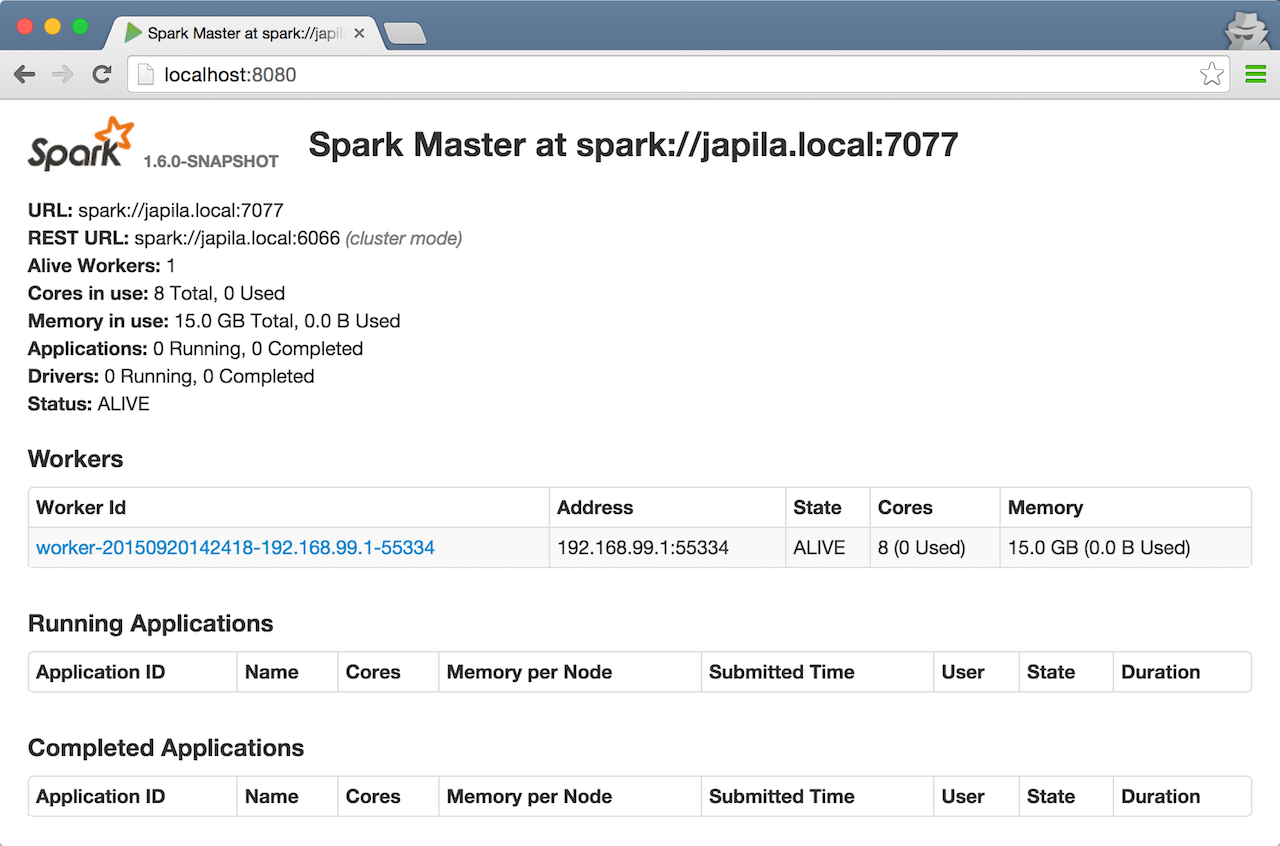 Spark Master at spark://japil
localhost:8080
Spark 1.6.0-SNAPSHOT Spark Master at spark://japila.local:7077
URL: spark://japila.local:7077
REST URL: spark://japila.local:6066 (cluster mode)
Alive Workers: 1
Cores in use: 8 Total, 0 Used
Memory in use: 15.0 GB Total, 0.0 B Used
Applications: 0 Running, 0 Completed
Drivers: 0 Running, 0 Completed
Status: ALIVE
Workers
Worker Id Address State Cores Memory
worker-20150920142418-192.168.99.1-55334 192.168.99.1:55334 ALIVE 8 (0 Used) 15.0 GB (0.0 B Used)
Running Applications
Application ID Name Cores Memory per Node Submitted Time User State Duration
Completed Applications
Application ID Name Cores Memory per Node Submitted Time User State Duration